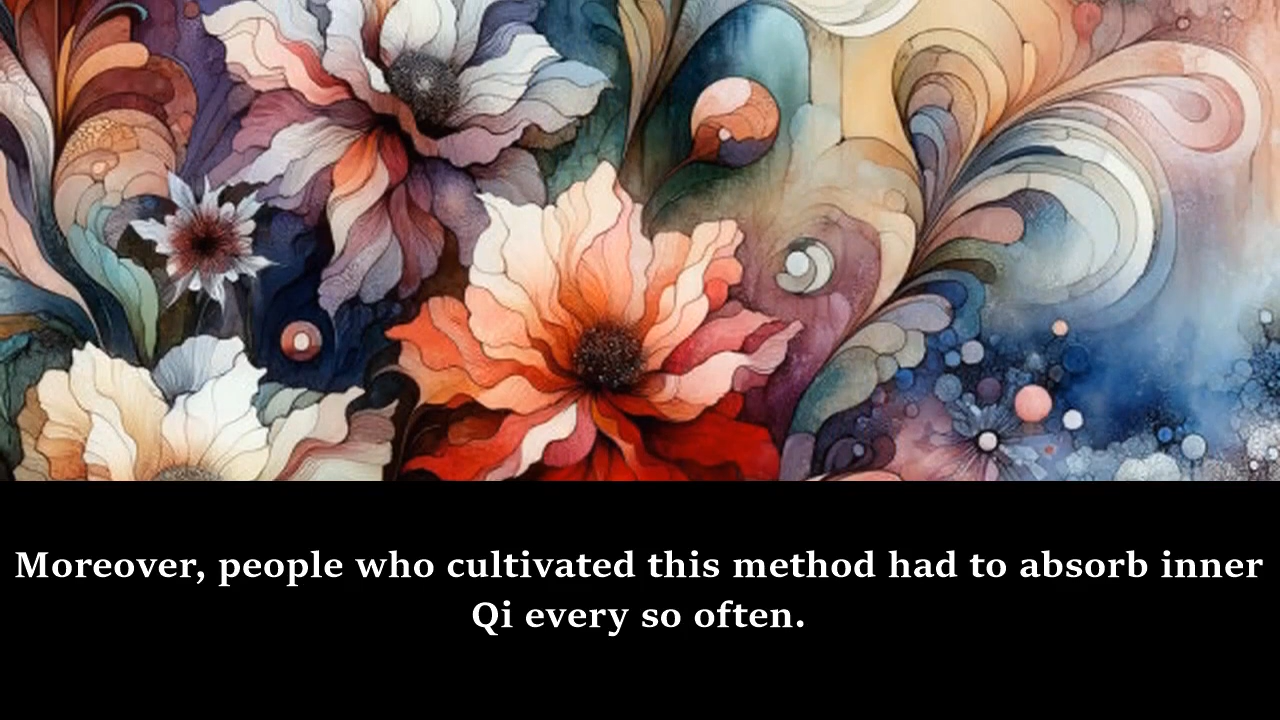 Moreover, people who cultivated this method had to absorb inner
Qi every so often.